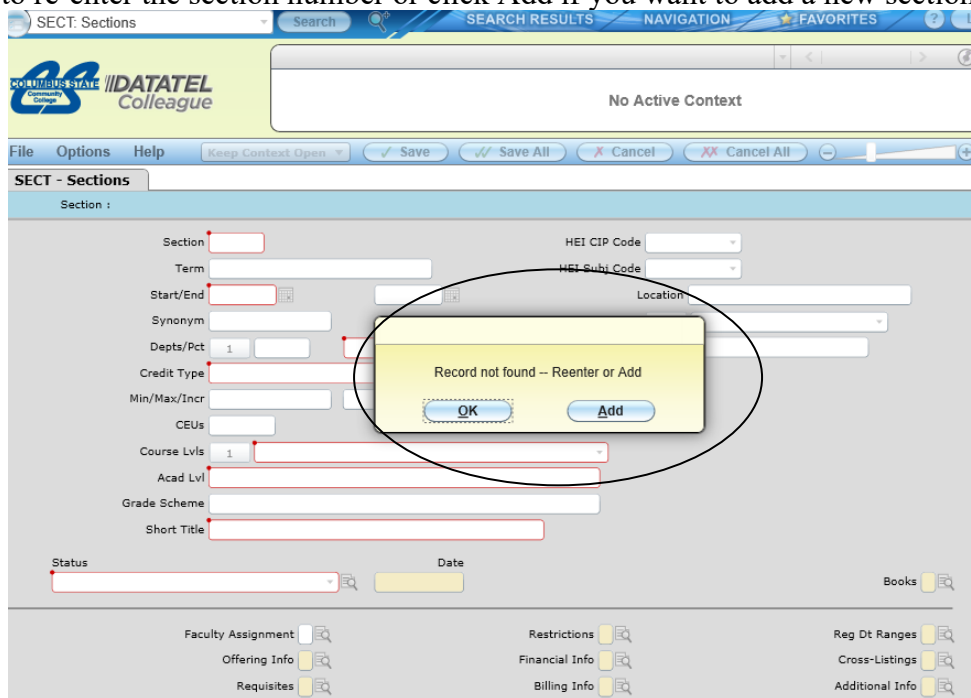 to re-enter the section number or click Add if you want to add a new section
SECT: Sections Search SEARCH RESULTS NAVIGATION FAVORITES ?
COLUMBUS STATE
Community
College
DATATEL
Colleague
No Active Context
File Options Help Keep Context Open Save Save All Cancel Cancel All
SECT - Sections
Section :
Section HEI CIP Code
Term HEI Subj Code
Start/End Location
Synonym
Depts/Pct 1
Credit Type
Record not found -- Reenter or Add
Min/Max/Incr
OK Add
CEUs
Course Lvls 1
Acad Lvl
Grade Scheme
Short Title
Status Date
Books
Faculty Assignment Restrictions Reg Dt Ranges
Offering Info Financial Info Cross-Listings
Requisites Billing Info Additional Info